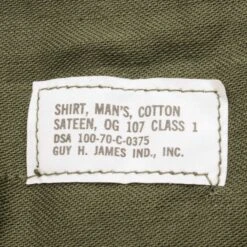 SHIRT, MAN'S, COTTON
SATEEN, OG 107 CLASS 1
DSA 100-70-C-0375
GUY H. JAMES IND., INC.